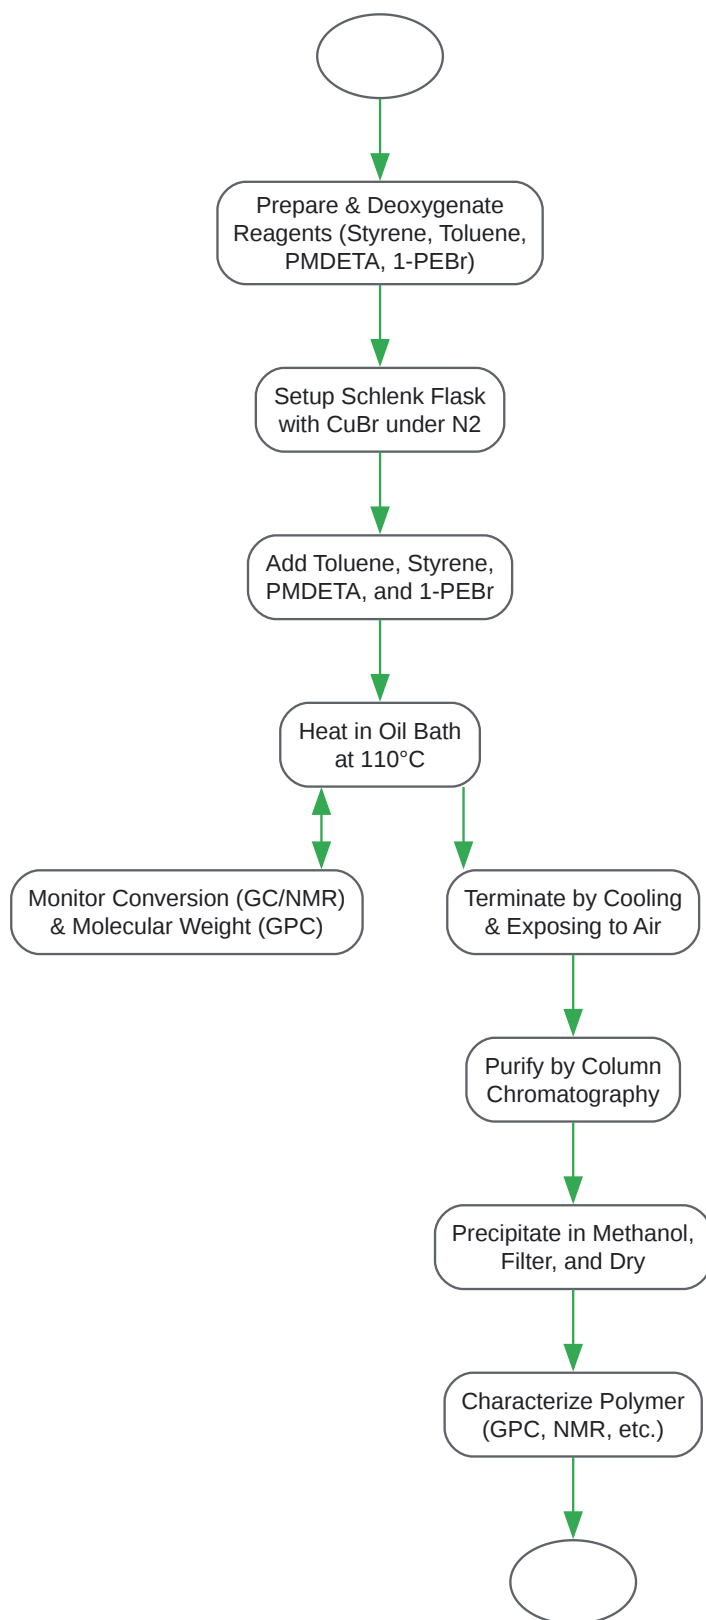 Prepare & Deoxygenate
Reagents (Styrene, Toluene,
PMDETA, 1-PEBr)
Setup Schlenk Flask
with CuBr under N2
Add Toluene, Styrene,
PMDETA, and 1-PEBr
Heat in Oil Bath
at 110°C
Monitor Conversion (GC/NMR)
& Molecular Weight (GPC)
Terminate by Cooling
& Exposing to Air
Purify by Column
Chromatography
Precipitate in Methanol,
Filter, and Dry
Characterize Polymer
(GPC, NMR, etc.)